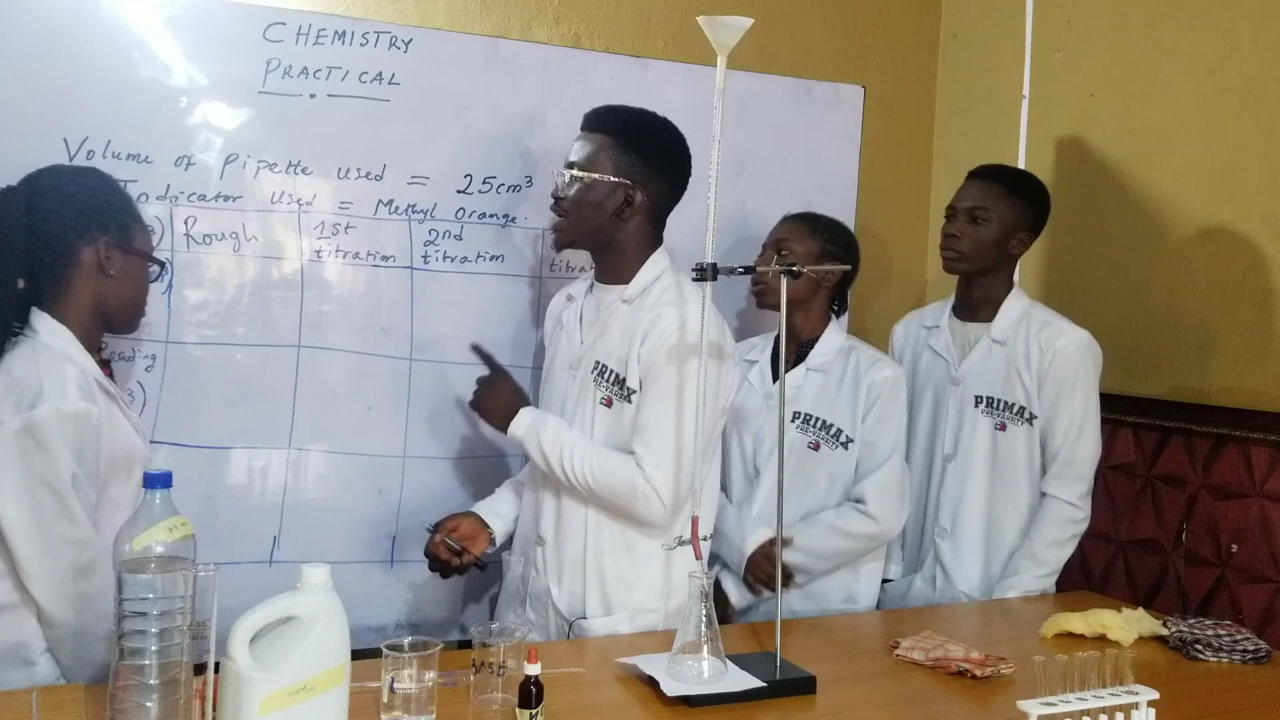 CHEMISTRY
PRACTICAL
Volume of Pipette used = 25cm³
Indicator used = Methyl Orange.
Rough
1st
titration
2nd
titration
Reading
PRIMAX
PRE-VARSITY
PRIMAX
PRE-VARSITY
PRIMAX
PRE-VARSITY
BASE